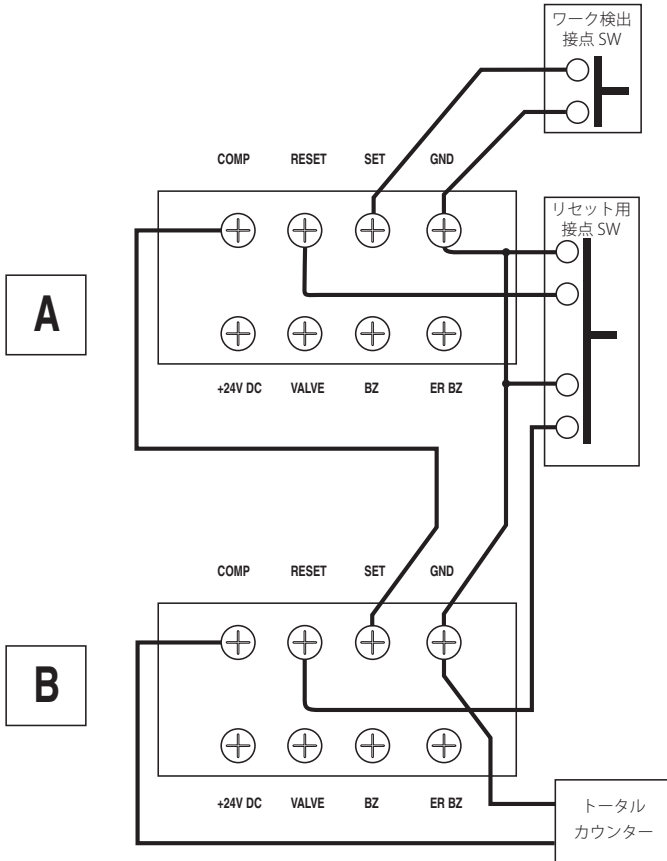 ワーク検出
接点 SW
COMP RESET SET GND
リセット用
接点 SW
A
+24V DC VALVE BZ ER BZ
COMP RESET SET GND
B
+24V DC VALVE BZ ER BZ
トータル
カウンター